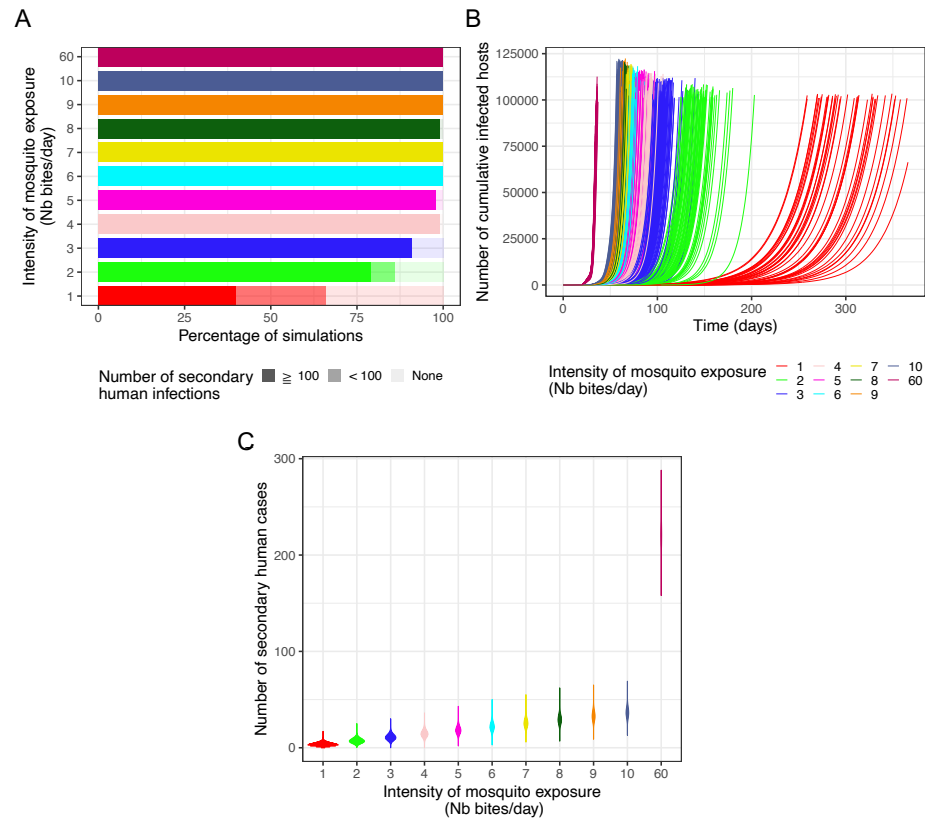 A
Intensity of mosquito exposure
(Nb bites/day)
60
10
9
8
7
6
5
4
3
2
1
0 25 50 75 100
Percentage of simulations
Number of secondary
human infections
≧ 100 < 100 None
B
Number of cumulative infected hosts
125000
100000
75000
50000
25000
0
0 100 200 300
Time (days)
Intensity of mosquito exposure
(Nb bites/day)
1 4 7 10
2 5 8 60
3 6 9
C
Number of secondary human cases
300
200
100
0
1 2 3 4 5 6 7 8 9 10 60
Intensity of mosquito exposure
(Nb bites/day)